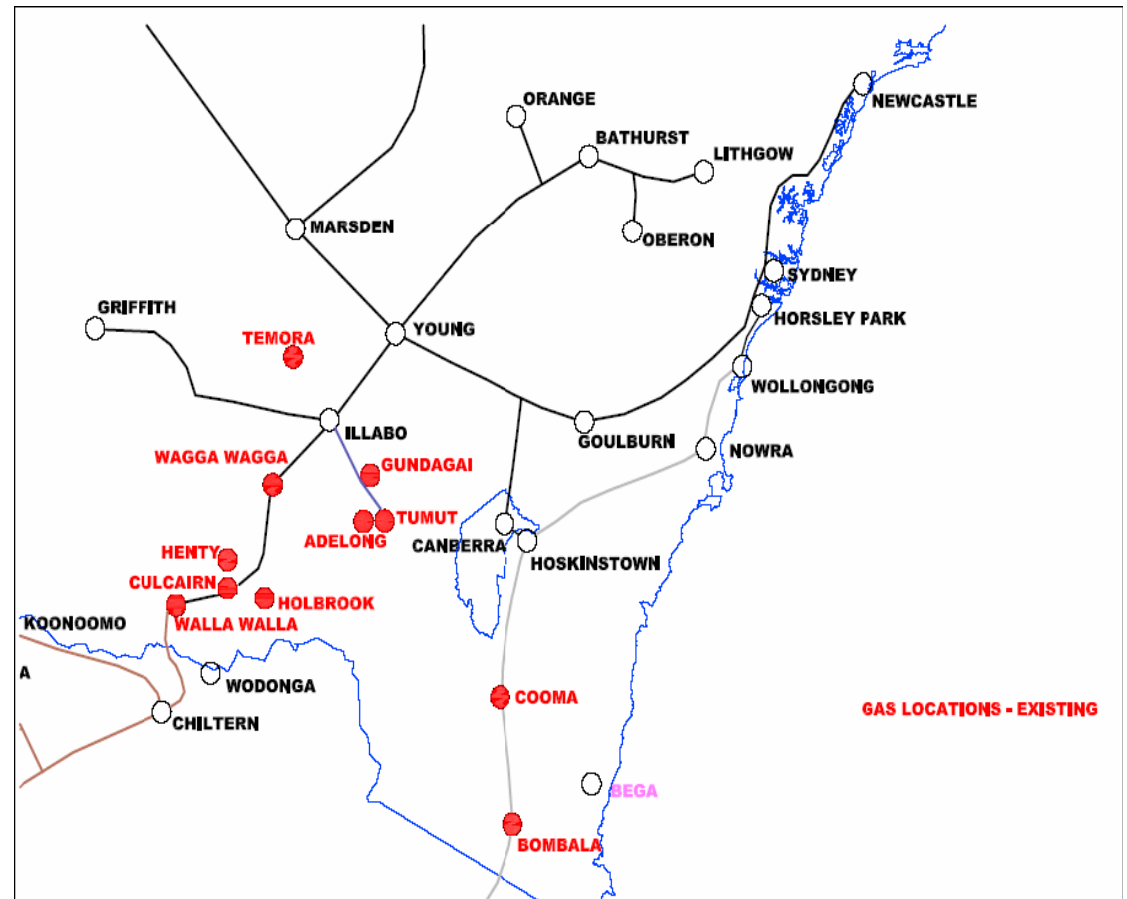 ORANGE
NEWCASTLE
BATHURST
LITHGOW
MARSDEN
OBERON
SYDNEY
GRIFFITH
HORSLEY PARK
YOUNG
TEMORA
WOLLONGONG
ILLABO
GOULBURN
NOWRA
WAGGA WAGGA
GUNDAGAI
TUMUT
ADELONG
CANBERRA
HENTY
HOSKINSTOWN
CULCAIRN
HOLBROOK
KOONOOMO
WALLA WALLA
A
WODONGA
COOMA
GAS LOCATIONS - EXISTING
CHILTERN
BEGA
BOMBALA